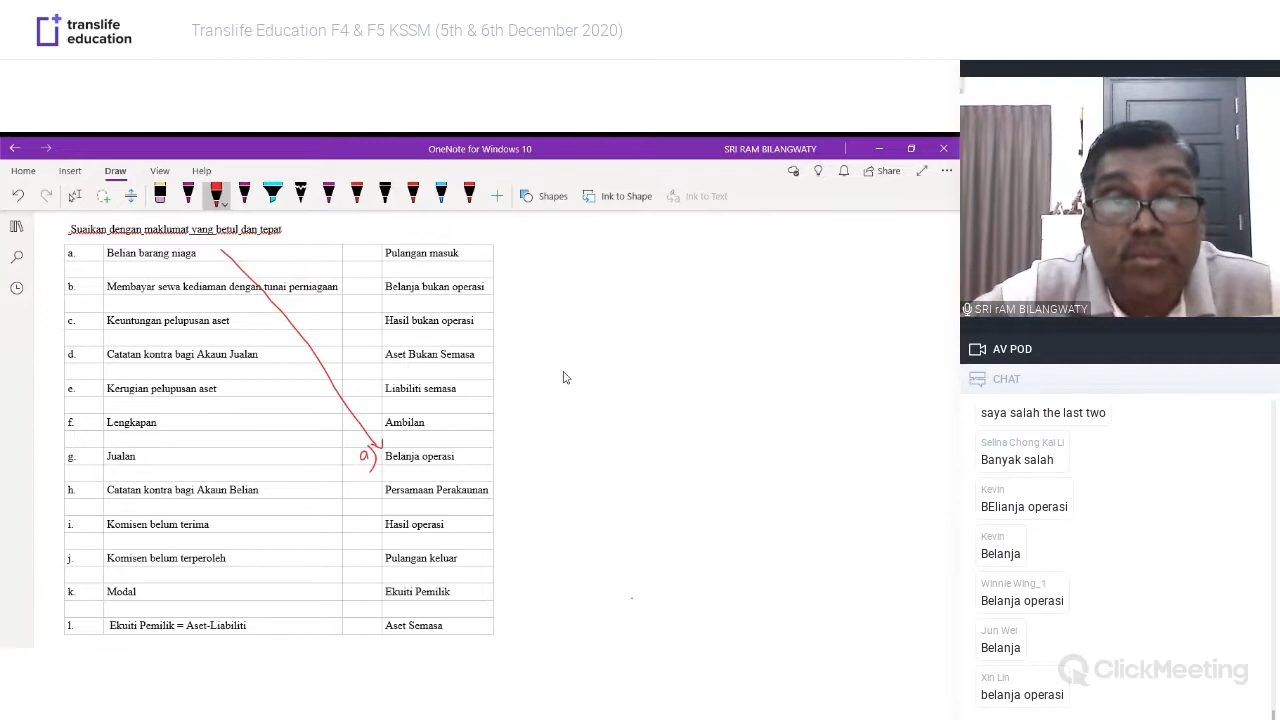 translife
education
Translife Education F4 & F5 KSSM (5th & 6th December 2020)
OneNote for Windows 10
SRI RAM BILANGWATY
Home Insert Draw View Help
Share
Shapes
Ink to Shape
Ink to Text
Suaikan dengan maklumat yang betul dan tepat
a. Belian barang niaga Pulangan masuk
b. Membayar sewa kediaman dengan tunai perniagaan Belanja bukan operasi
c. Keuntungan pelupusan aset Hasil bukan operasi
d. Catatan kontra bagi Akaun Jualan Aset Bukan Semasa
e. Kerugian pelupusan aset Liabiliti semasa
f. Lengkapan Ambilan
g. Jualan a) Belanja operasi
h. Catatan kontra bagi Akaun Belian Persamaan Perakaunan
i. Komisen belum terima Hasil operasi
j. Komisen belum terperoleh Pulangan keluar
k. Modal Ekuiti Pemilik
l. Ekuiti Pemilik = Aset-Liabiliti Aset Semasa
SRI rAM BILANGWATY
AV POD
CHAT
saya salah the last two
Selina Chong Kai Li
Banyak salah
Kevin
BElianja operasi
Kevin
Belanja
Winnie Wing_1
Belanja operasi
Jun Wei
Belanja
Xin Lin
belanja operasi
ClickMeeting